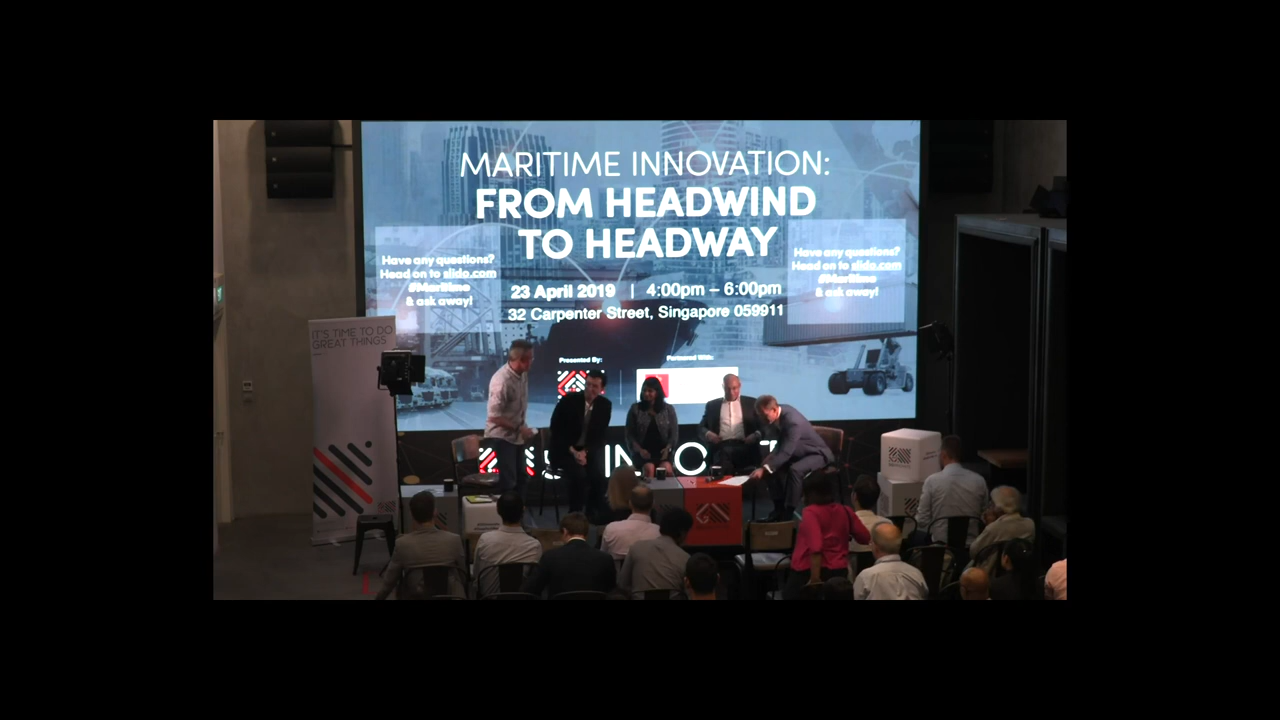 MARITIME INNOVATION:
FROM HEADWIND
TO HEADWAY
Have any questions?
Head on to slido.com
#Maritime
& ask away!
Have any questions?
Head on to slido.com
#Maritime
& ask away!
23 April 2019 | 4:00pm – 6:00pm
32 Carpenter Street, Singapore 059911
Presented By:
Partnered With:
IT'S TIME TO DO
GREAT THINGS